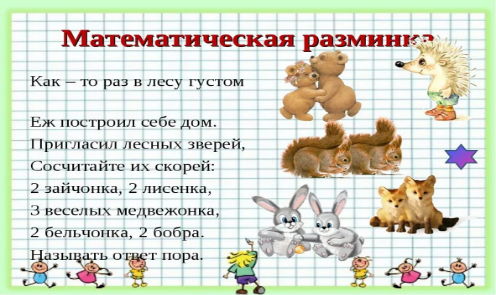 Математическая разминка
Как – то раз в лесу густом
Еж построил себе дом.
Пригласил лесных зверей,
Сосчитайте их скорей:
2 зайчонка, 2 лисенка,
3 веселых медвежонка,
2 бельчонка, 2 бобра.
Называть ответ пора.